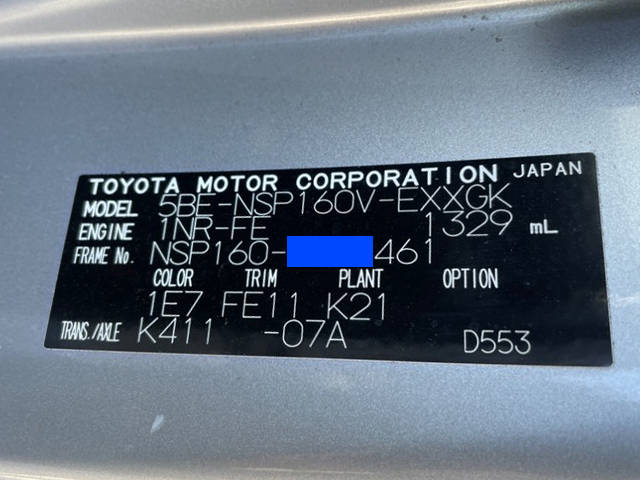 TOYOTA MOTOR CORPORATION JAPAN
MODEL 5BE-NSP160V-EXXGK
ENGINE 1NR-FE 1329 mL
FRAME No. NSP160- 461
COLOR TRIM PLANT OPTION
1E7 FE11 K21
TRANS./AXLE K411 -07A D553